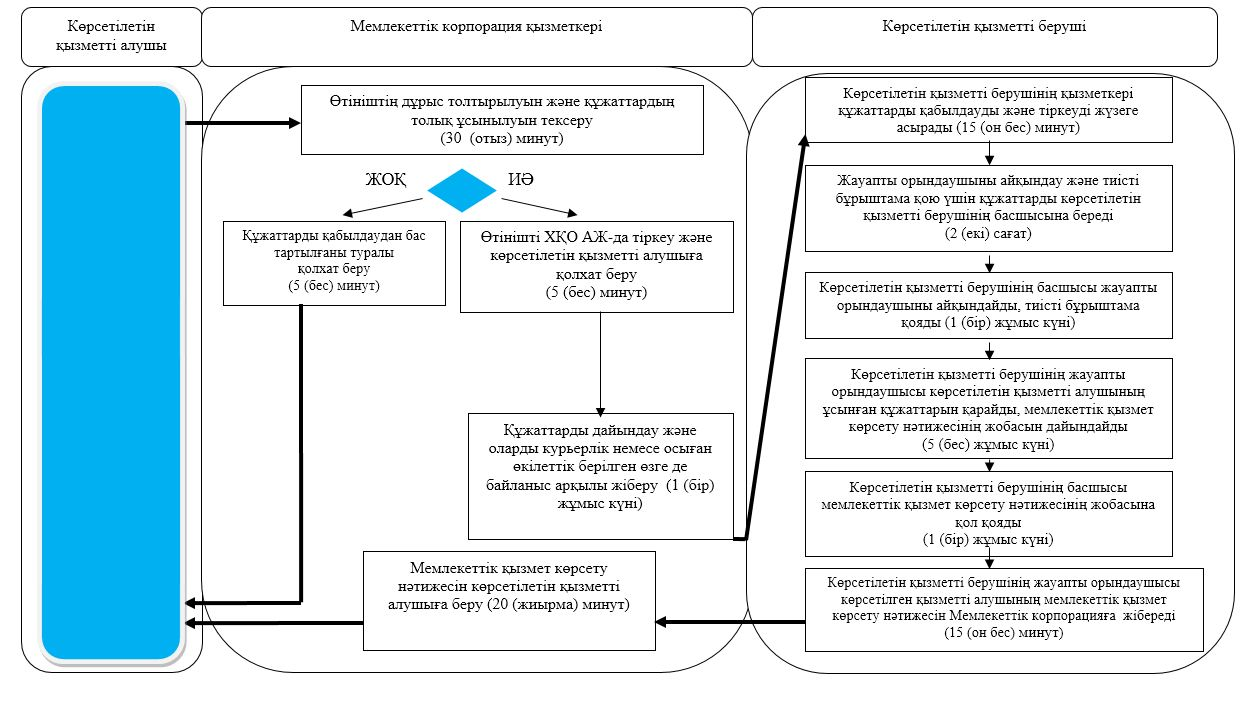 Көрсетілетін
қызметті алушы
Мемлекеттік корпорация қызметкері
Көрсетілетін қызметті беруші
Өтініштің дұрыс толтырылуын және құжаттардың
толық ұсынылуын тексеру
(30  (отыз) минут)
ЖОҚ
ИӘ
Құжаттарды қабылдаудан бас
тартылғаны туралы
қолхат беру
(5 (бес) минут)
Өтінішті ХҚО АЖ-да тіркеу және
көрсетілетін қызметті алушыға
қолхат беру
(5 (бес) минут)
Құжаттарды дайындау және
оларды курьерлік немесе осыған
өкілеттік берілген өзге де
байланыс арқылы жіберу  (1 (бір)
жұмыс күні)
Мемлекеттік қызмет көрсету
нәтижесін көрсетілетін қызметті
алушыға беру (20 (жиырма) минут)
Көрсетілетін қызметті берушінің қызметкері
құжаттарды қабылдауды және тіркеуді жүзеге
асырады (15 (он бес) минут)
Жауапты орындаушыны айқындау және тиісті
бұрыштама қою үшін құжаттарды көрсетілетін
қызметті берушінің басшысына береді
(2 (екі) сағат)
Көрсетілетін қызметті берушінің басшысы жауапты
орындаушыны айқындайды, тиісті бұрыштама
қояды (1 (бір) жұмыс күні)
Көрсетілетін қызметті берушінің жауапты
орындаушысы көрсетілетін қызметті алушының
ұсынған құжаттарын қарайды, мемлекеттік қызмет
көрсету нәтижесінің жобасын дайындайды
(5 (бес) жұмыс күні)
Көрсетілетін қызметті берушінің басшысы
мемлекеттік қызмет көрсету нәтижесінің жобасына
қол қояды
(1 (бір) жұмыс күні)
Көрсетілетін қызметті берушінің жауапты орындаушысы
көрсетілген қызметті алушының мемлекеттік қызмет
көрсету нәтижесін Мемлекеттік корпорацияға  жібереді
(15 (он бес) минут)